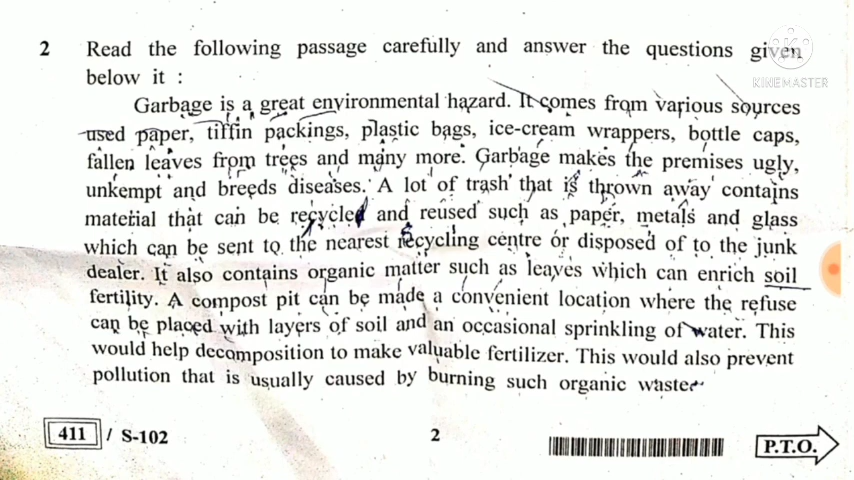 2 Read the following passage carefully and answer the questions given
below it :
Garbage is a great environmental hazard. It comes from various sources
used paper, tiffin packings, plastic bags, ice-cream wrappers, bottle caps,
fallen leaves from trees and many more. Garbage makes the premises ugly,
unkempt and breeds diseases. A lot of trash that is thrown away contains
material that can be recycled and reused such as paper, metals and glass
which can be sent to the nearest recycling centre or disposed of to the junk
dealer. It also contains organic matter such as leaves which can enrich soil
fertility. A compost pit can be made a convenient location where the refuse
can be placed with layers of soil and an occasional sprinkling of water. This
would help decomposition to make valuable fertilizer. This would also prevent
pollution that is usually caused by burning such organic waste.
411 / S-102 2 P.T.O.
KINEMASTER